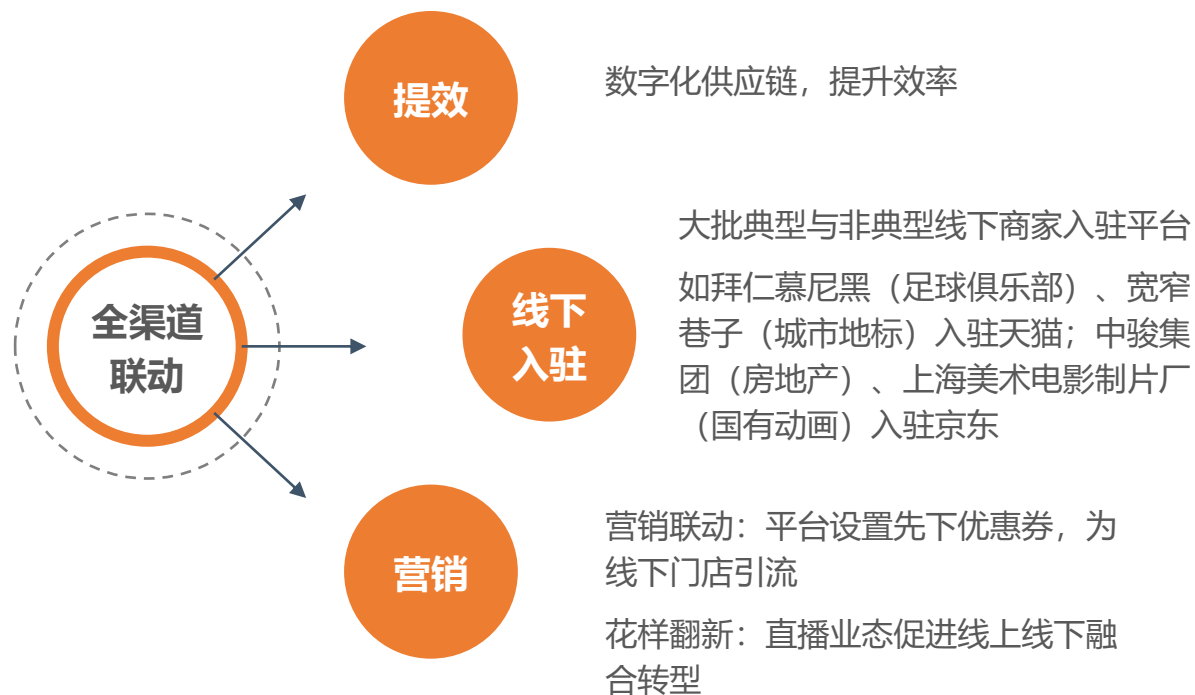 提效
数字化供应链，提升效率
大批典型与非典型线下商家入驻平台
如拜仁慕尼黑（足球俱乐部）、宽窄
巷子（城市地标）入驻天猫；中骏集
团（房地产）、上海美术电影制片厂
（国有动画）入驻京东
线下
入驻
全渠道
联动
营销联动：平台设置先下优惠券，为
线下门店引流
营销
花样翻新：直播业态促进线上线下融
合转型